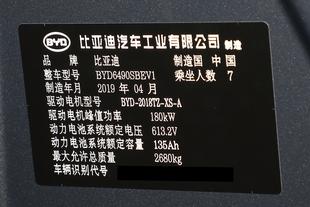 BYD 比亚迪汽车工业有限公司 制造
品牌 比亚迪 制造国 中国
整车型号 BYD6490SBEV1 乘坐人数 7
制造年月 2019 年 04 月
驱动电机型号 BYD-2018TZ-XS-A
驱动电机峰值功率 180kW
动力电池系统额定电压 613.2V
动力电池系统额定容量 135Ah
最大允许总质量 2680kg
车辆识别代号